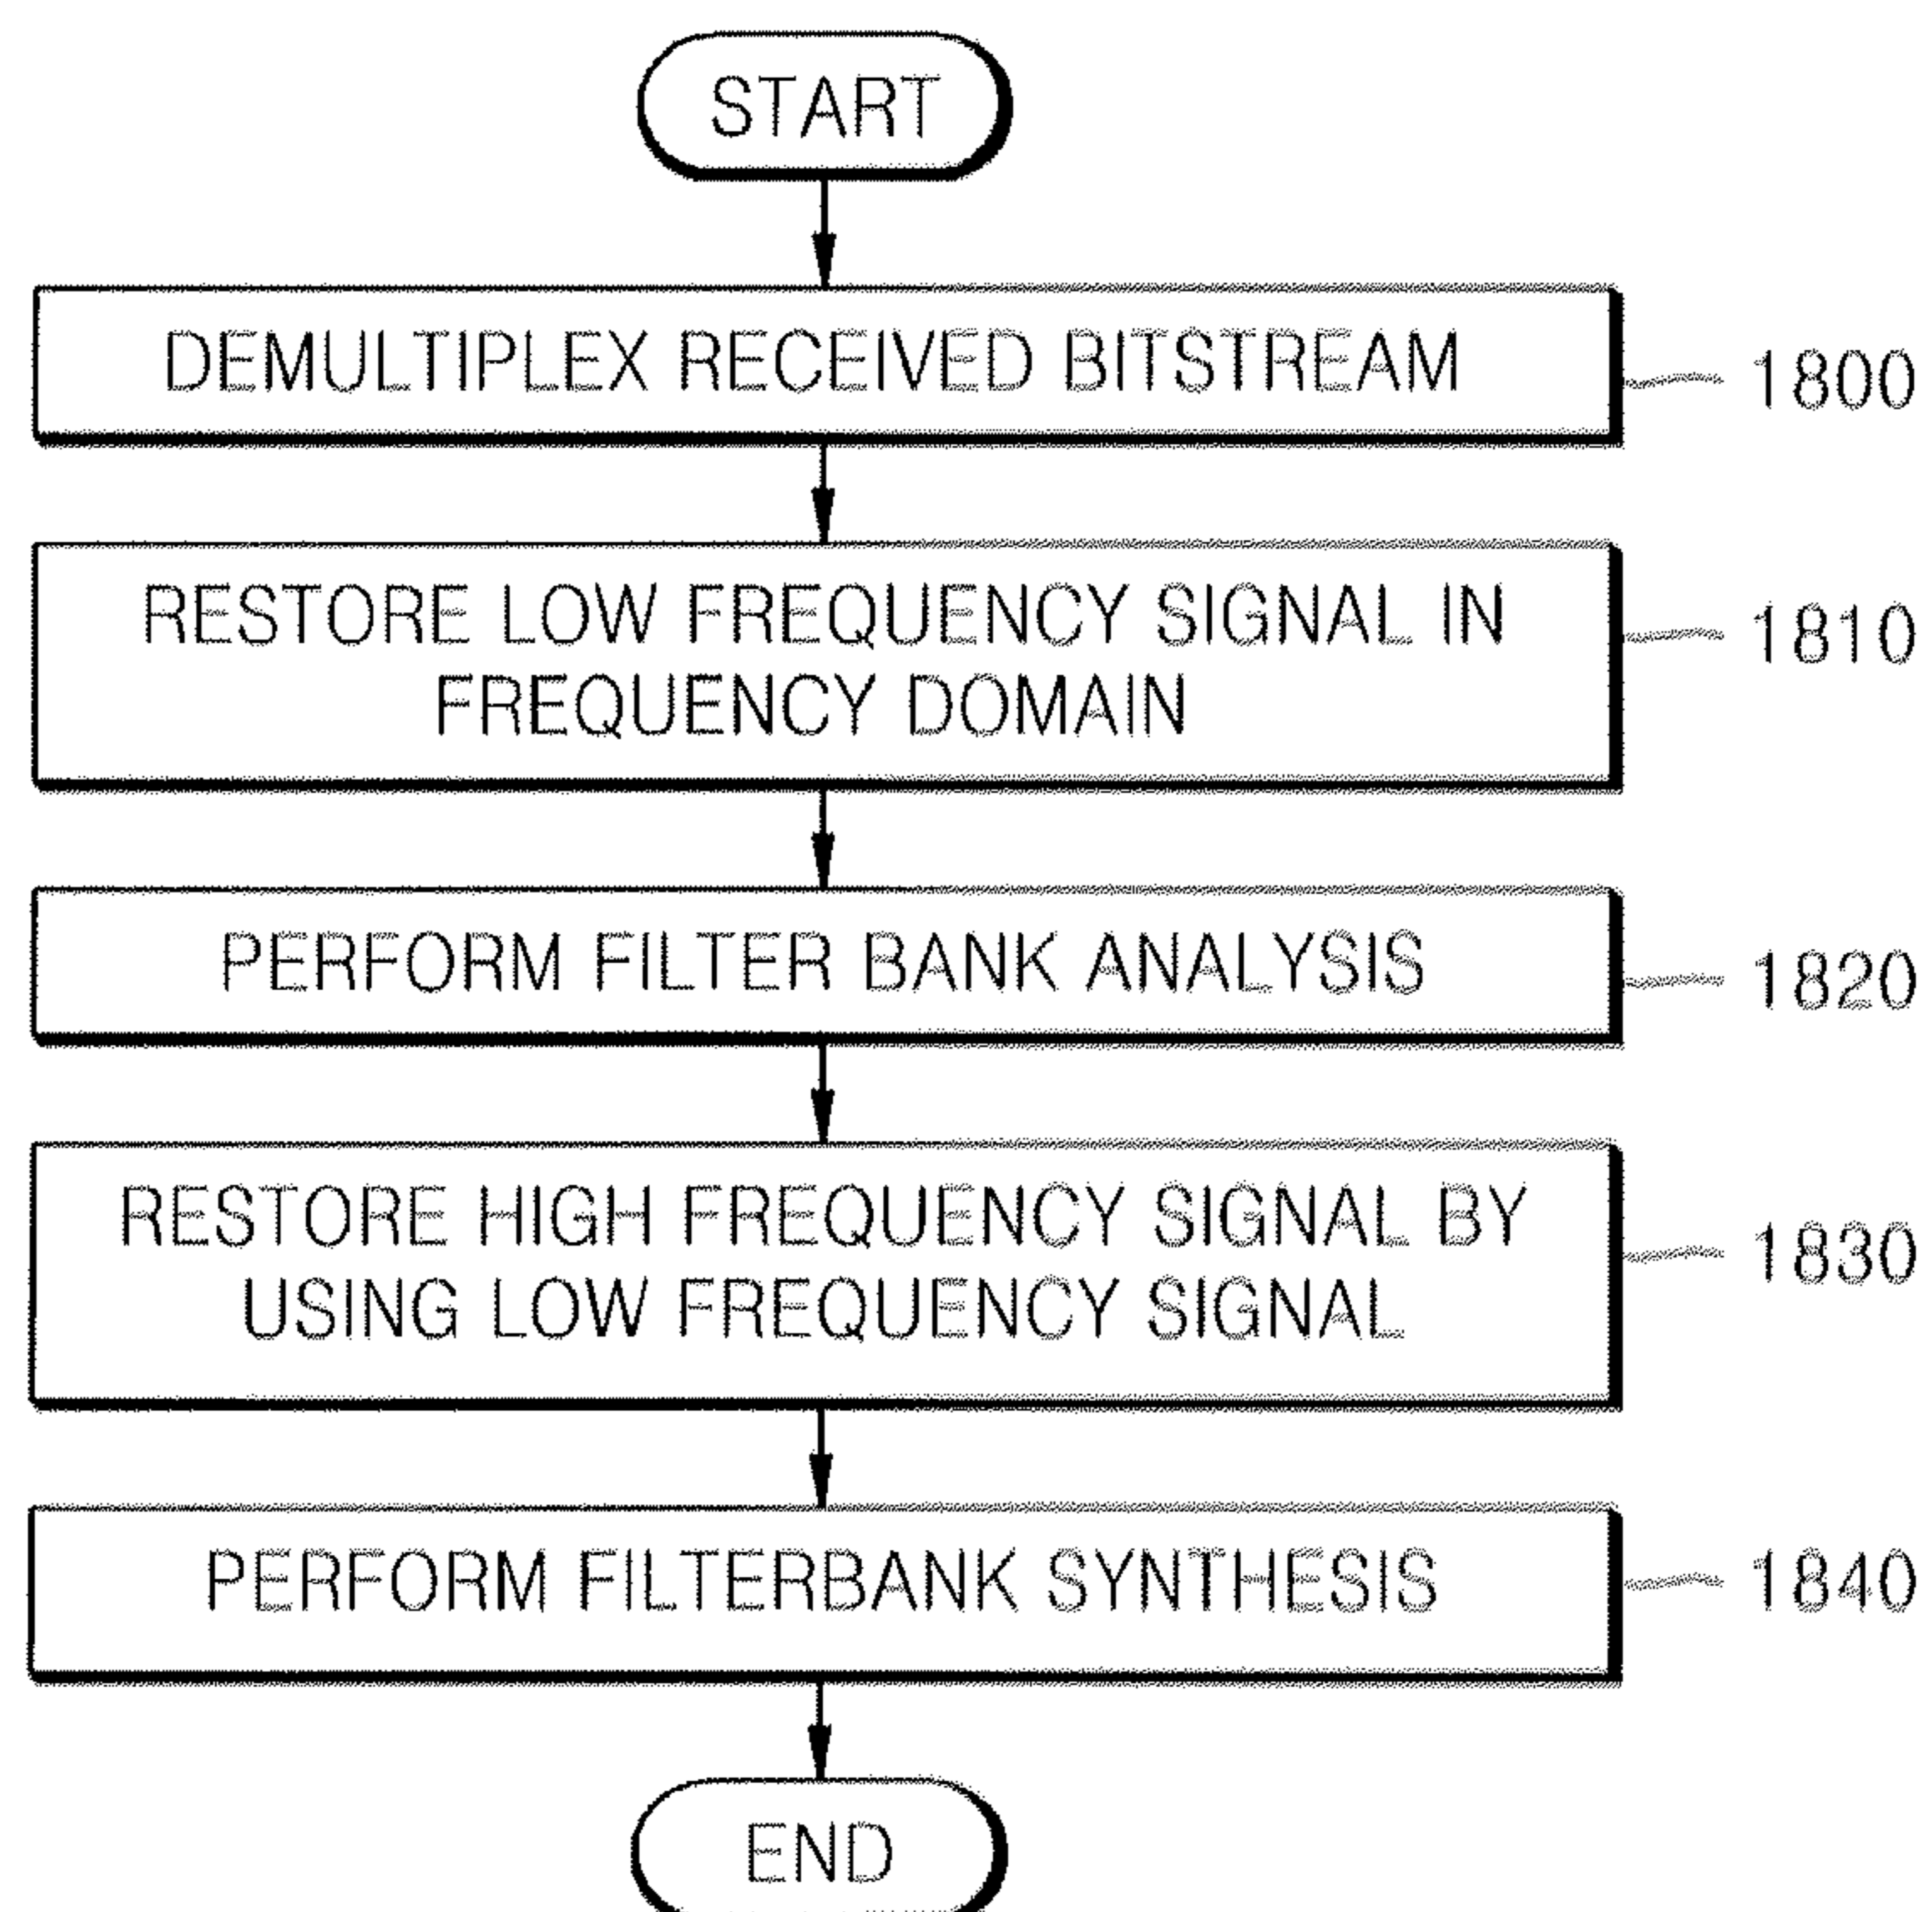 START
DEMULTIPLEX RECEIVED BITSTREAM
1800
RESTORE LOW FREQUENCY SIGNAL IN
FREQUENCY DOMAIN
1810
PERFORM FILTER BANK ANALYSIS
1820
RESTORE HIGH FREQUENCY SIGNAL BY
USING LOW FREQUENCY SIGNAL
1830
PERFORM FILTERBANK SYNTHESIS
1840
END